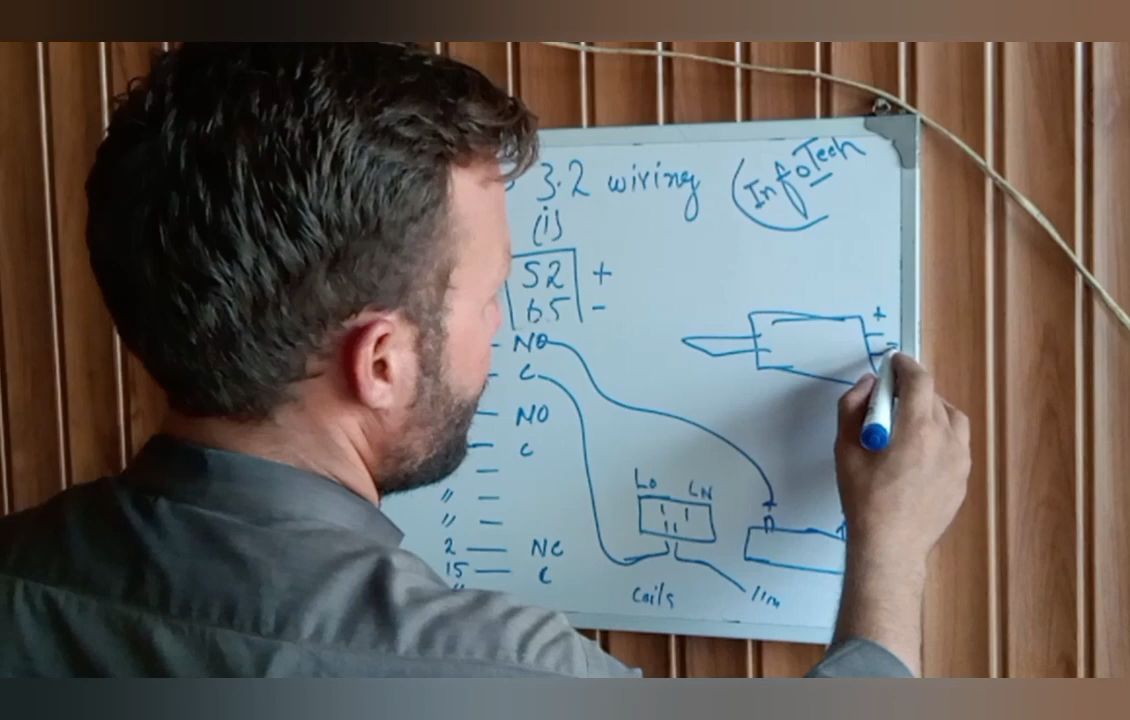 3.2 wiring
InfoTech
(i)
52 +
65 -
+
NO
C
NO
C
"
"
2 NC
15 C
"
Lo LN
+
Coils